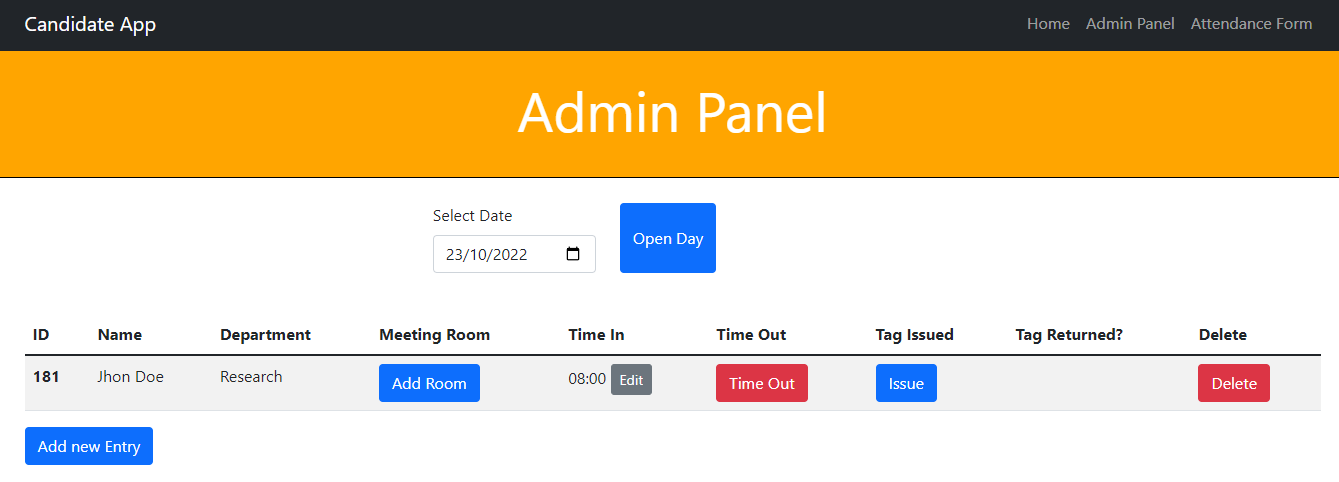 Candidate App Home Admin Panel Attendance Form
Admin Panel
Select Date
Open Day
23/10/2022
ID Name Department Meeting Room Time In Time Out Tag Issued Tag Returned? Delete
181 Jhon Doe Research Add Room 08:00 Edit Time Out Issue Delete
Add new Entry